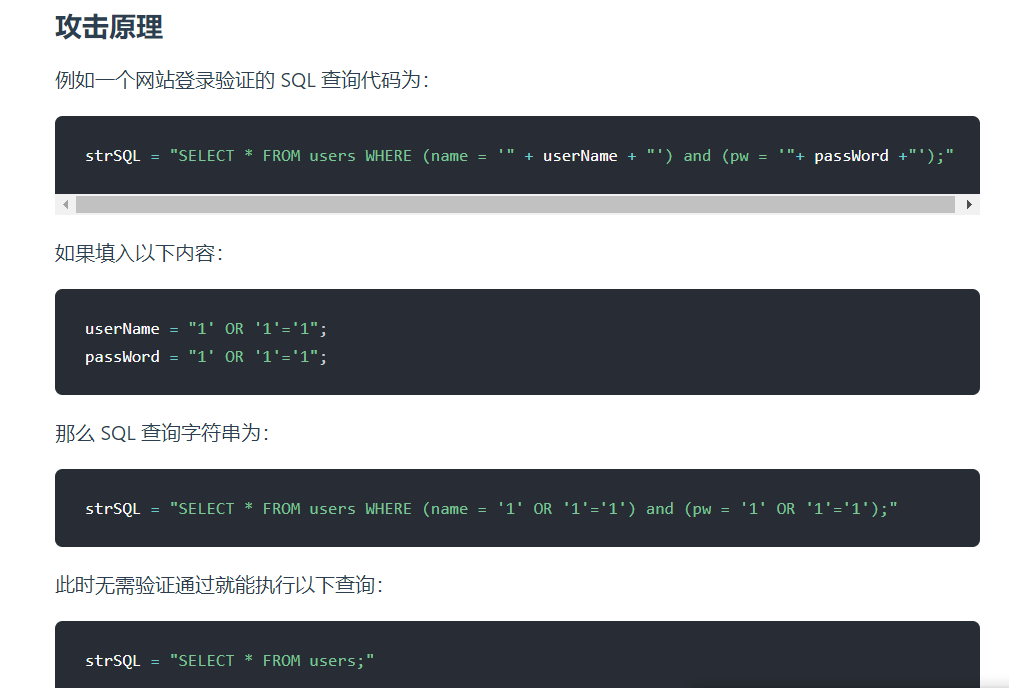 攻击原理
例如一个网站登录验证的 SQL 查询代码为：
strSQL = "SELECT * FROM users WHERE (name = '" + userName + "') and (pw = '"+ passWord +"');"
如果填入以下内容：
userName = "1' OR '1'='1";
passWord = "1' OR '1'='1";
那么 SQL 查询字符串为：
strSQL = "SELECT * FROM users WHERE (name = '1' OR '1'='1') and (pw = '1' OR '1'='1');"
此时无需验证通过就能执行以下查询：
strSQL = "SELECT * FROM users;"